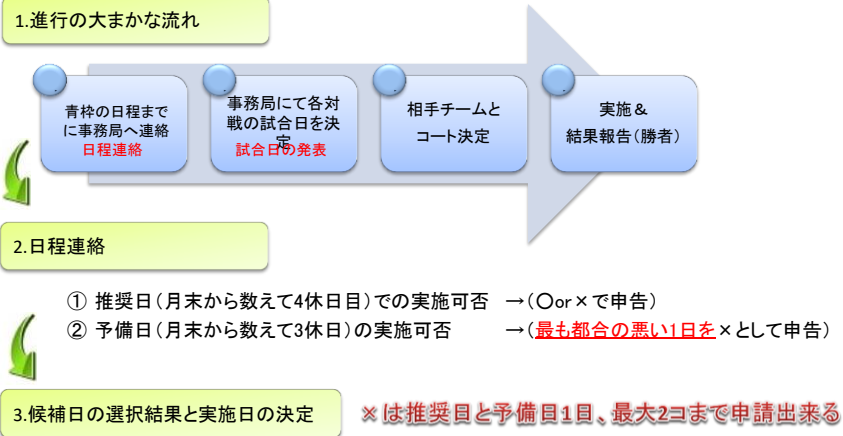 1.進行の大まかな流れ
青枠の日程まで
に事務局へ連絡
日程連絡
事務局にて各対
戦の試合日を決
定
試合日の発表
相手チームと
コート決定
実施&
結果報告(勝者)
2.日程連絡
① 推奨日(月末から数えて4休日目)での実施可否 →(〇or×で申告)
② 予備日(月末から数えて3休日)の実施可否 →(最も都合の悪い1日を×として申告)
3.候補日の選択結果と実施日の決定
×は推奨日と予備日1日、最大2コまで申請出来る